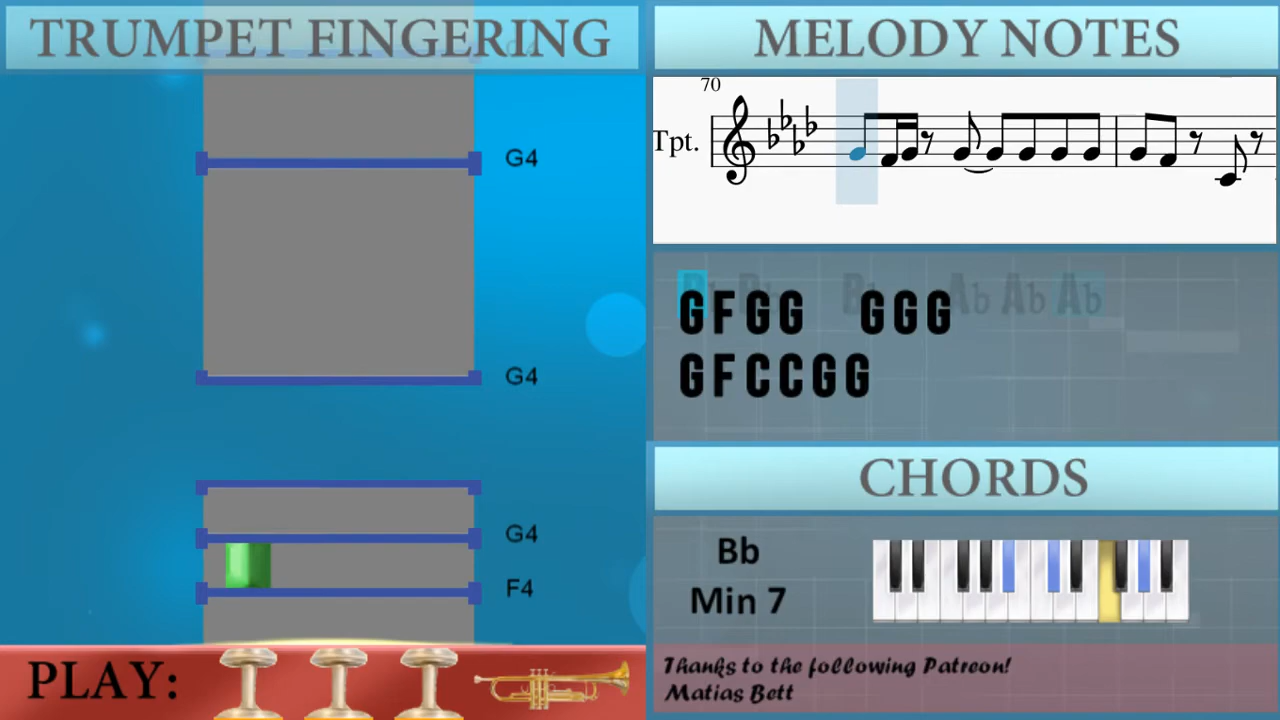 TRUMPET FINGERING
G4
G4
G4
F4
PLAY:
MELODY NOTES
70
Tpt.
GFGG GGG
GFCCGG
CHORDS
Bb
Min 7
Thanks to the following Patreon!
Matias Bett